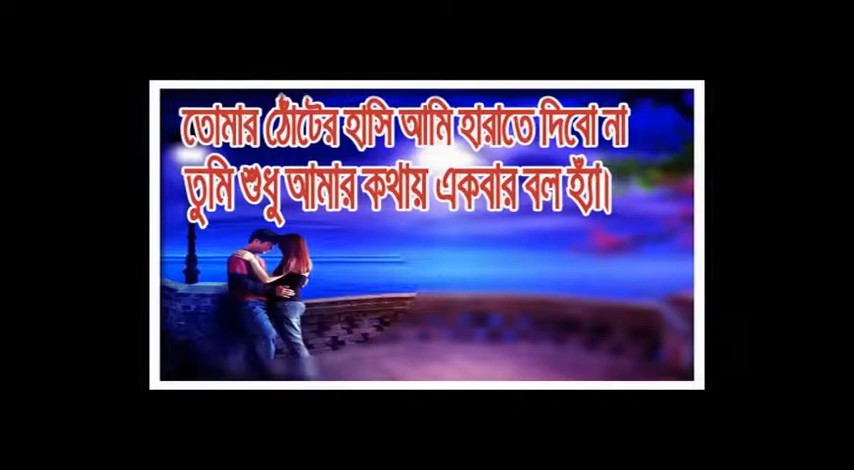 তোমার ঠোঁটের হাসি আমি হারাতে দিবো না
তুমি শুধু আমার কথায় একবার বল হ্যাঁ।